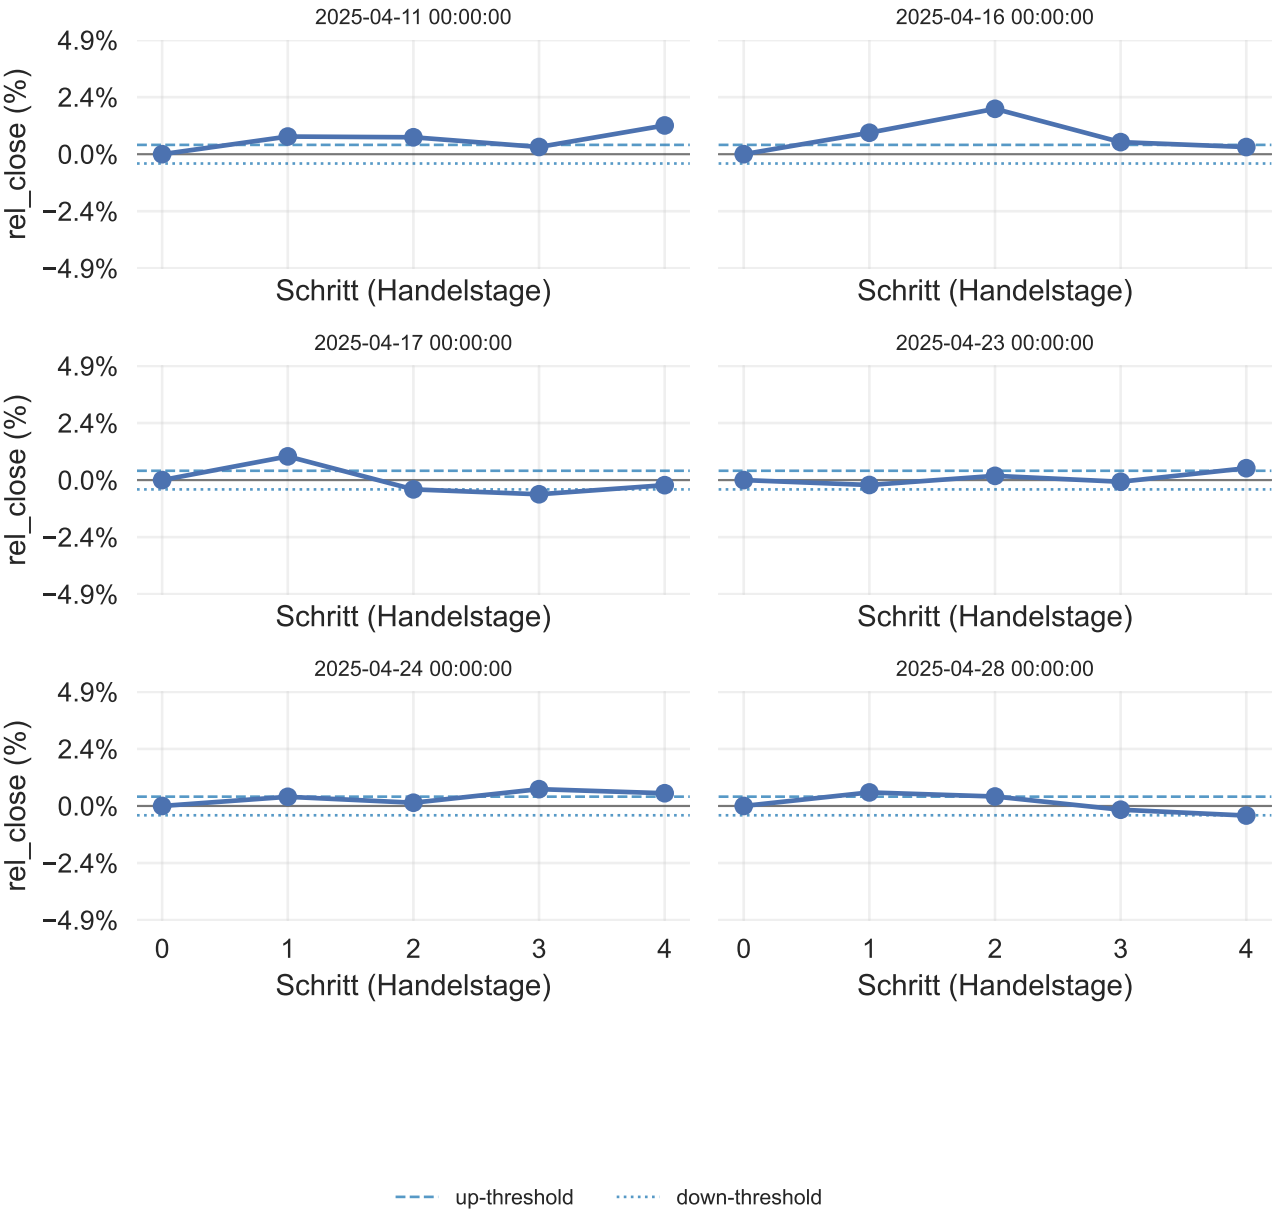 2025-04-11 00:00:00
2025-04-16 00:00:00
4.9%
2.4%
0.0%
−2.4%
−4.9%
rel_close (%)
Schritt (Handelstage)
Schritt (Handelstage)
2025-04-17 00:00:00
2025-04-23 00:00:00
4.9%
2.4%
0.0%
−2.4%
−4.9%
rel_close (%)
Schritt (Handelstage)
Schritt (Handelstage)
2025-04-24 00:00:00
2025-04-28 00:00:00
4.9%
2.4%
0.0%
−2.4%
−4.9%
rel_close (%)
0 1 2 3 4
0 1 2 3 4
Schritt (Handelstage)
Schritt (Handelstage)
up-threshold
down-threshold